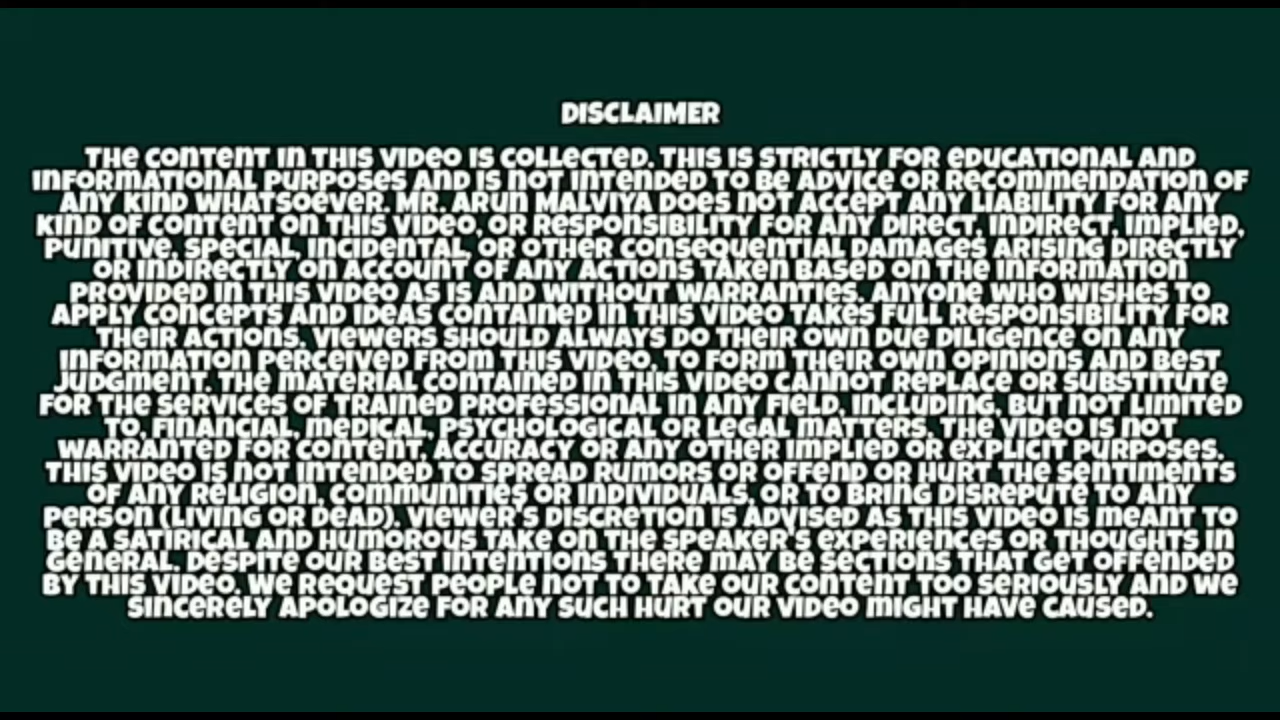 DISCLAIMER
THE CONTENT IN THIS VIDEO IS COLLECTED. THIS IS STRICTLY FOR EDUCATIONAL AND
INFORMATIONAL PURPOSES AND IS NOT INTENDED TO BE ADVICE OR RECOMMENDATION OF
ANY KIND WHATSOEVER. MR. ARUN MALVIYA DOES NOT ACCEPT ANY LIABILITY FOR ANY
KIND OF CONTENT ON THIS VIDEO, OR RESPONSIBILITY FOR ANY DIRECT, INDIRECT, IMPLIED,
PUNITIVE, SPECIAL, INCIDENTAL, OR OTHER CONSEQUENTIAL DAMAGES ARISING DIRECTLY
OR INDIRECTLY ON ACCOUNT OF ANY ACTIONS TAKEN BASED ON THE INFORMATION
PROVIDED IN THIS VIDEO AS IS AND WITHOUT WARRANTIES. ANYONE WHO WISHES TO
APPLY CONCEPTS AND IDEAS CONTAINED IN THIS VIDEO TAKES FULL RESPONSIBILITY FOR
THEIR ACTIONS. VIEWERS SHOULD ALWAYS DO THEIR OWN DUE DILIGENCE ON ANY
INFORMATION PERCEIVED FROM THIS VIDEO, TO FORM THEIR OWN OPINIONS AND BEST
JUDGMENT. THE MATERIAL CONTAINED IN THIS VIDEO CANNOT REPLACE OR SUBSTITUTE
FOR THE SERVICES OF TRAINED PROFESSIONAL IN ANY FIELD, INCLUDING, BUT NOT LIMITED
TO, FINANCIAL, MEDICAL, PSYCHOLOGICAL OR LEGAL MATTERS. THE VIDEO IS NOT
WARRANTED FOR CONTENT, ACCURACY OR ANY OTHER IMPLIED OR EXPLICIT PURPOSES.
THIS VIDEO IS NOT INTENDED TO SPREAD RUMORS OR OFFEND OR HURT THE SENTIMENTS
OF ANY RELIGION, COMMUNITIES OR INDIVIDUALS, OR TO BRING DISREPUTE TO ANY
PERSON (LIVING OR DEAD). VIEWER'S DISCRETION IS ADVISED AS THIS VIDEO IS MEANT TO
BE A SATIRICAL AND HUMOROUS TAKE ON THE SPEAKER'S EXPERIENCES OR THOUGHTS IN
GENERAL. DESPITE OUR BEST INTENTIONS THERE MAY BE SECTIONS THAT GET OFFENDED
BY THIS VIDEO. WE REQUEST PEOPLE NOT TO TAKE OUR CONTENT TOO SERIOUSLY AND WE
SINCERELY APOLOGIZE FOR ANY SUCH HURT OUR VIDEO MIGHT HAVE CAUSED.